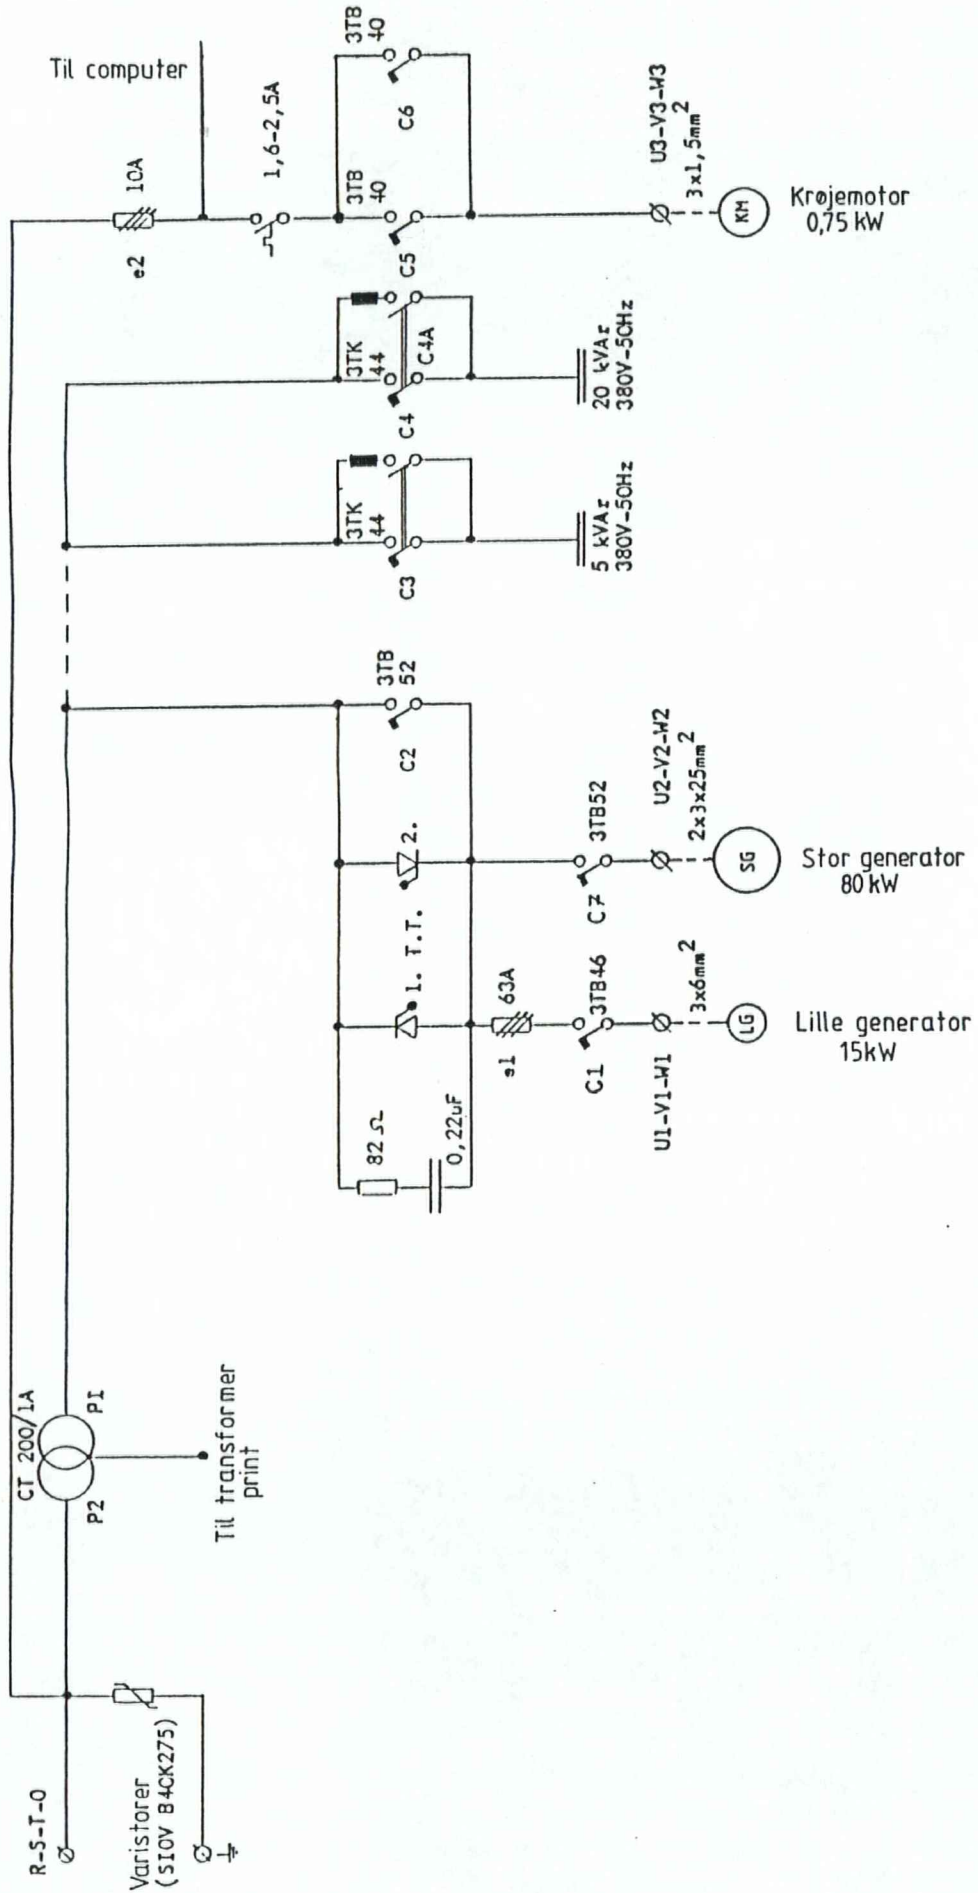 R-S-T-O
Varistorer
(SIOV B4CK275)
CT 200/1A
P2
P1
Til transformer
print
82 Ω
0,22uF
1. T.T.
2.
C2
3TB
52
e1
63A
C1
3TB46
U1-V1-W1
3x6mm²
LG
Lille generator
15kW
C7
3TB52
U2-V2-W2
2x3x25mm²
SG
Stor generator
80 kW
C3
3TK
44
5 kVAr
380V-50Hz
C4
3TK
44
C4A
20 kVAr
380V-50Hz
e2
10A
Til computer
1,6-2,5A
C5
3TB
40
C6
3TB
40
U3-V3-W3
3x1,5mm²
KM
Krøjemotor
0,75 kW